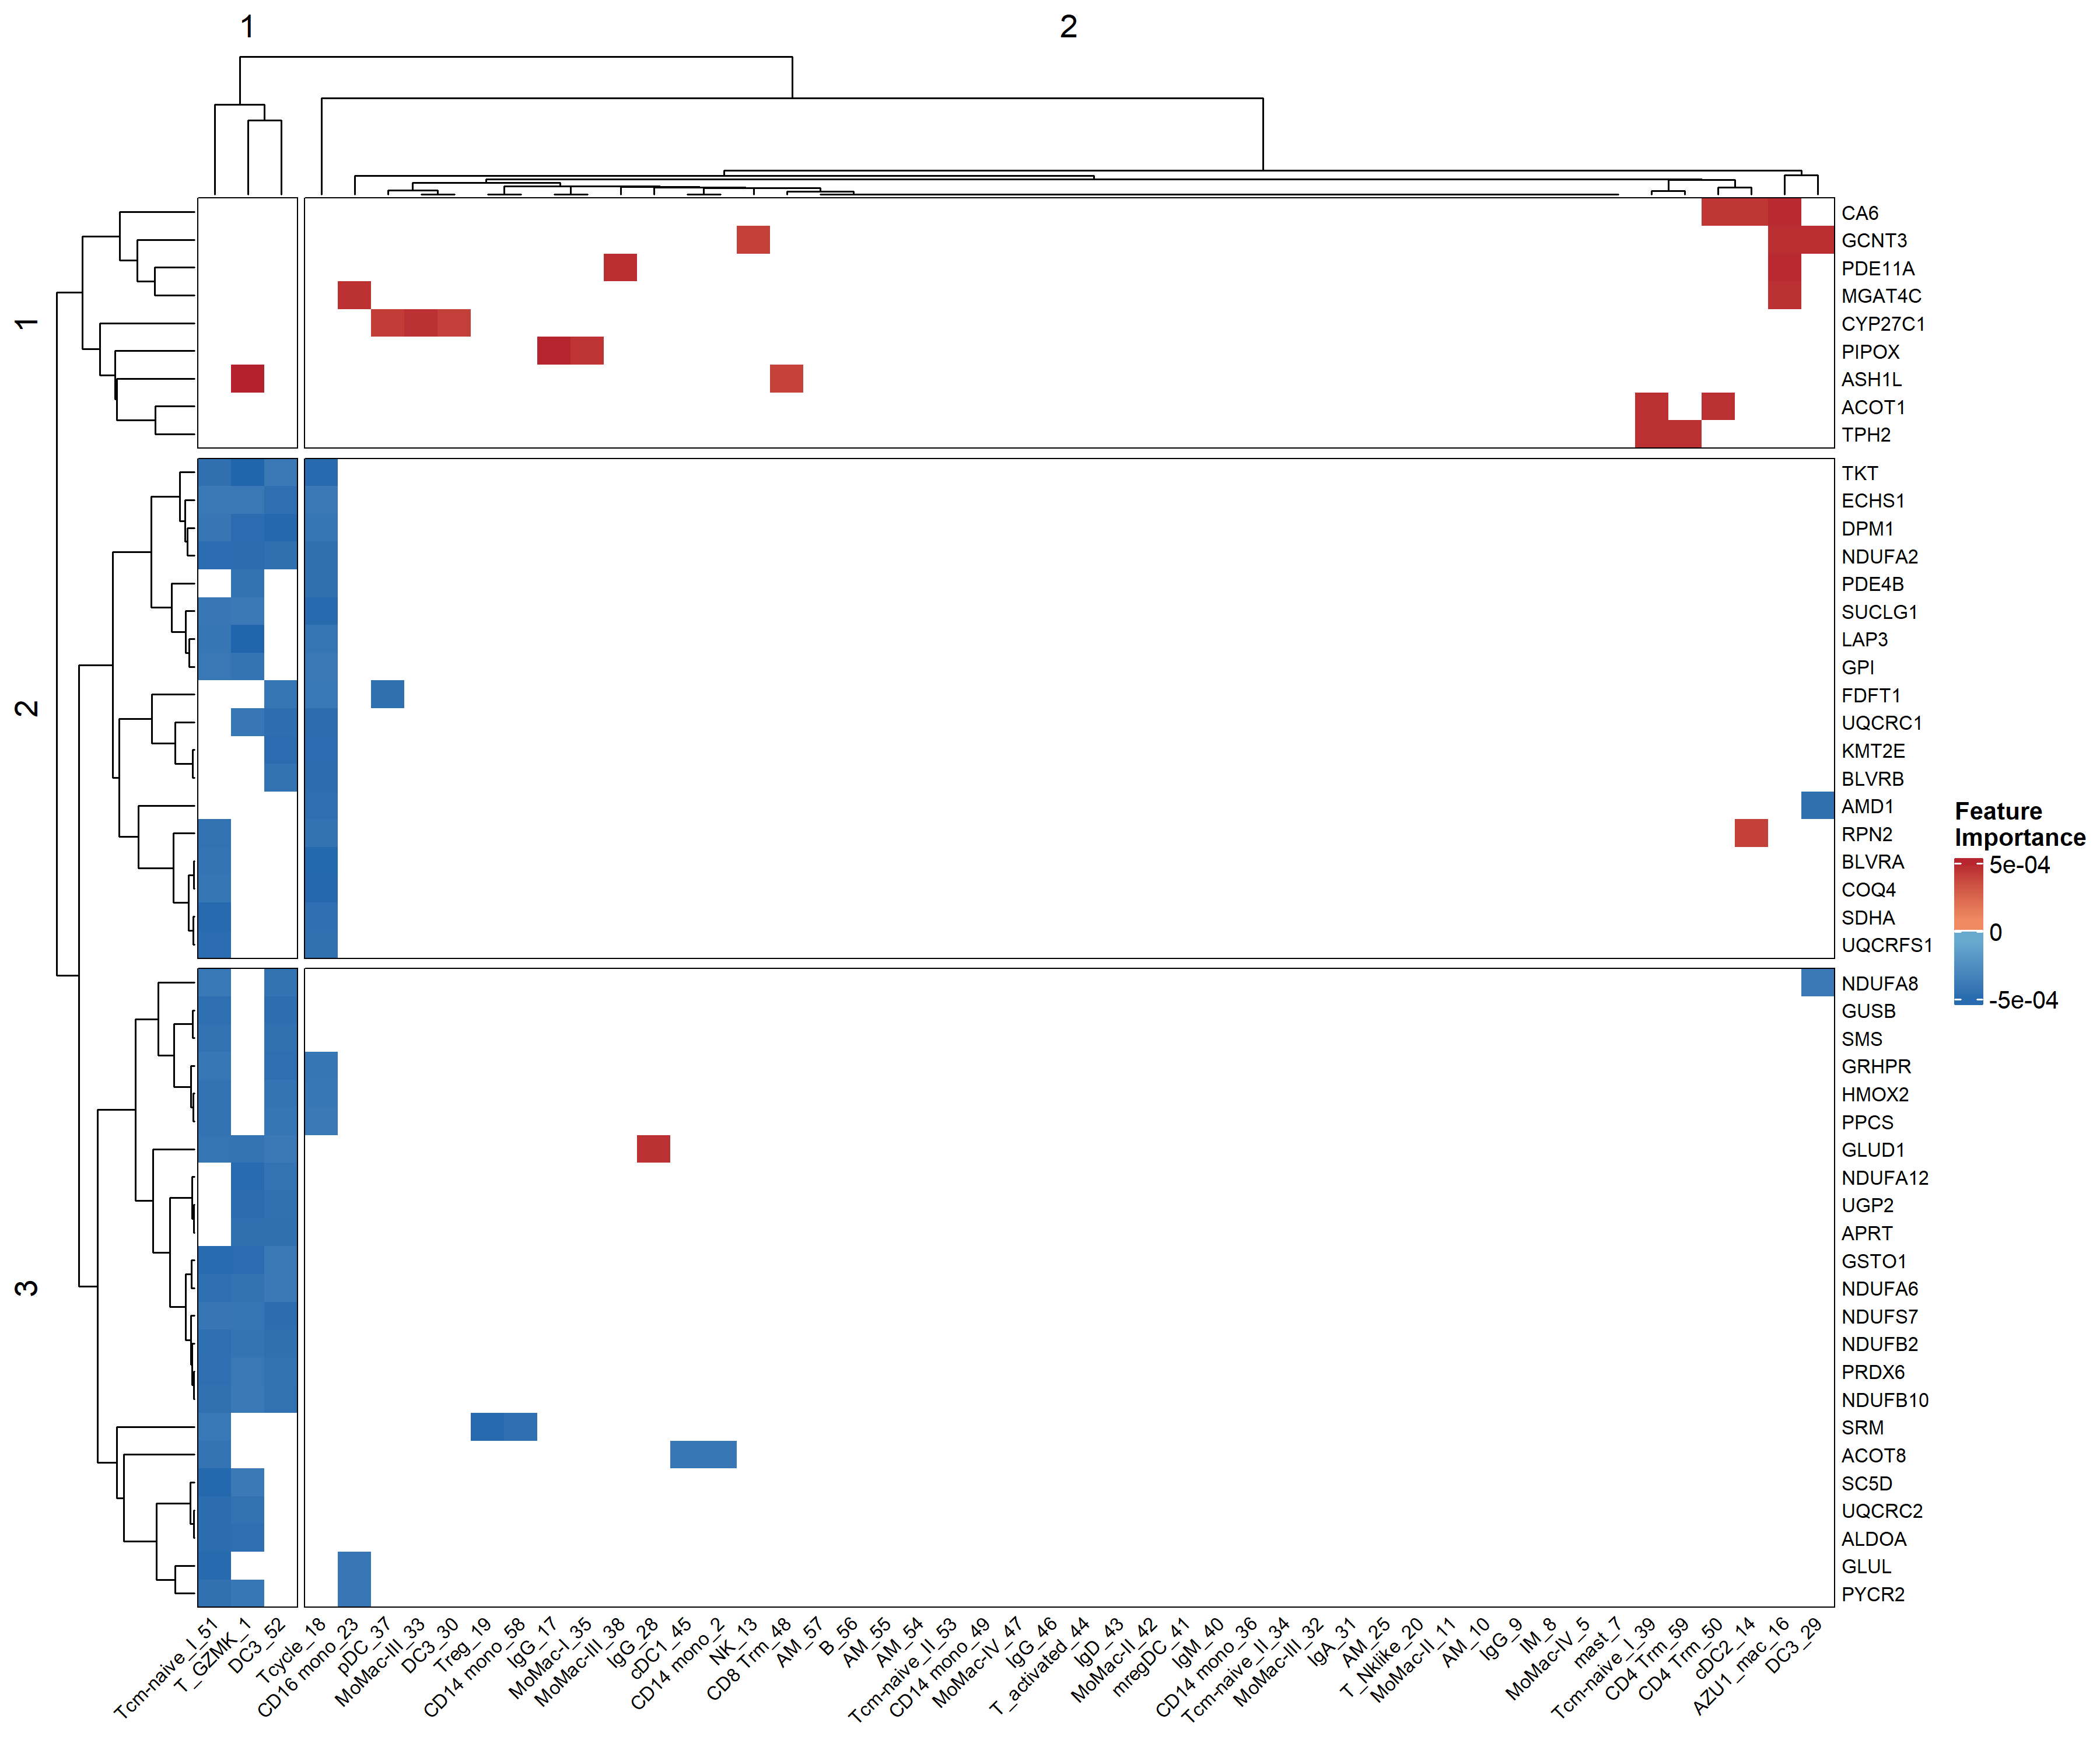 1
2
1
2
3
CA6
GCNT3
PDE11A
MGAT4C
CYP27C1
PIPOX
ASH1L
ACOT1
TPH2
TKT
ECHS1
DPM1
NDUFA2
PDE4B
SUCLG1
LAP3
GPI
FDFT1
UQCRC1
KMT2E
BLVRB
AMD1
RPN2
BLVRA
COQ4
SDHA
UQCRFS1
NDUFA8
GUSB
SMS
GRHPR
HMOX2
PPCS
GLUD1
NDUFA12
UGP2
APRT
GSTO1
NDUFA6
NDUFS7
NDUFB2
PRDX6
NDUFB10
SRM
ACOT8
SC5D
UQCRC2
ALDOA
GLUL
PYCR2
Feature
Importance
5e-04
0
-5e-04
Tcm-naive_I_51
T_GZMK_1
DC3_52
Tcycle_18
CD16 mono_23
pDC_37
MoMac-III_33
DC3_30
Treg_19
CD14 mono_58
IgG_17
MoMac-I_35
MoMac-III_38
IgG_28
cDC1_45
CD14 mono_2
NK_13
CD8 Trm_48
AM_57
B_56
AM_55
AM_54
Tcm-naive_II_53
CD14 mono_49
MoMac-IV_47
IgG_46
T_activated_44
IgD_43
MoMac-II_42
mregDC_41
IgM_40
CD14 mono_36
Tcm-naive_II_34
MoMac-III_32
IgA_31
AM_25
T_Nklike_20
MoMac-II_11
AM_10
IgG_9
IM_8
MoMac-IV_5
mast_7
Tcm-naive_I_39
CD4 Trm_59
CD4 Trm_50
cDC2_14
AZU1_mac_16
DC3_29